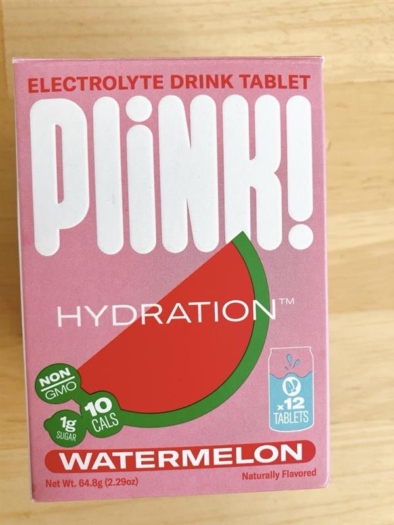 ELECTROLYTE DRINK TABLET
PLiNK!
HYDRATION™
NON
GMO
10
CALS
1g
SUGAR
x12
TABLETS
WATERMELON
Net Wt. 64.8g (2.29oz)
Naturally Flavored